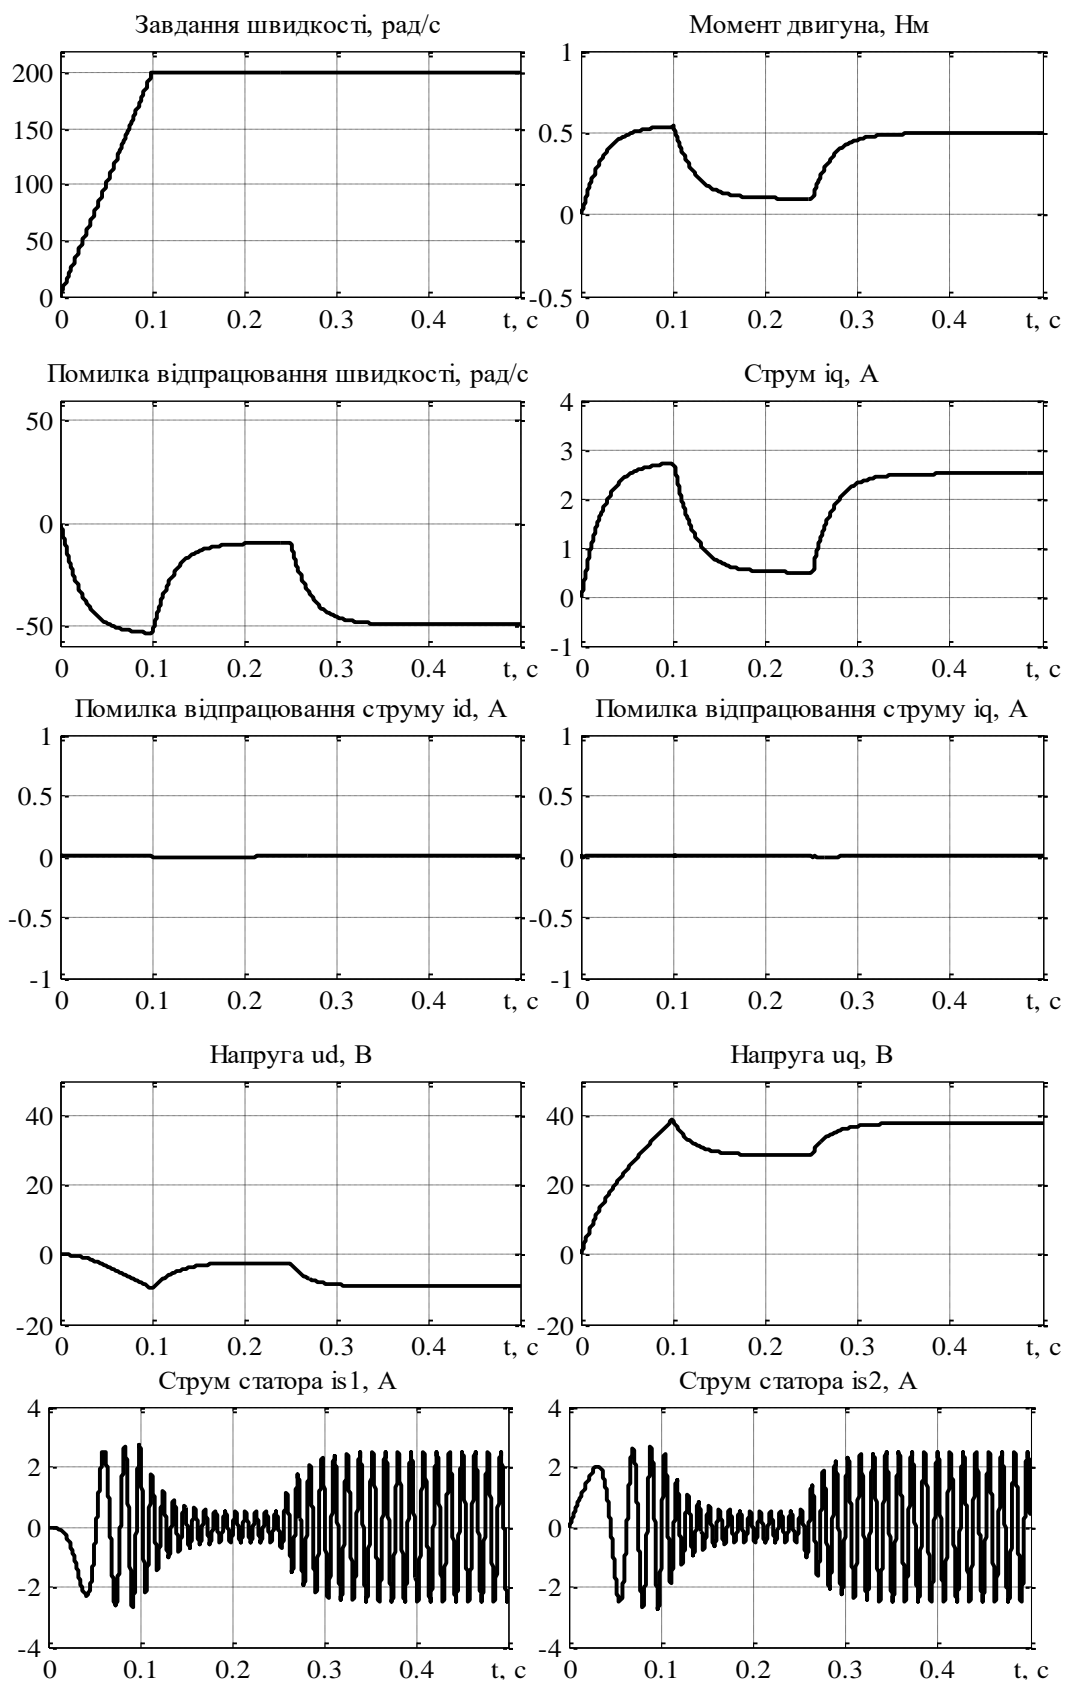 Завдання швидкості, рад/с
Момент двигуна, Нм
200
150
100
50
0
0 0.1 0.2 0.3 0.4 t, с
1
0.5
0
-0.5
0 0.1 0.2 0.3 0.4 t, с
Помилка відпрацювання швидкості, рад/с
Струм iq, А
50
0
-50
0 0.1 0.2 0.3 0.4 t, с
4
3
2
1
0
-1
0 0.1 0.2 0.3 0.4 t, с
Помилка відпрацювання струму id, А
Помилка відпрацювання струму iq, А
1
0.5
0
-0.5
-1
0 0.1 0.2 0.3 0.4 t, с
1
0.5
0
-0.5
-1
0 0.1 0.2 0.3 0.4 t, с
Напруга ud, В
Напруга uq, В
40
20
0
-20
0 0.1 0.2 0.3 0.4 t, с
40
20
0
-20
0 0.1 0.2 0.3 0.4 t, с
Струм статора is1, А
Струм статора is2, А
4
2
0
-2
-4
0 0.1 0.2 0.3 0.4 t, с
4
2
0
-2
-4
0 0.1 0.2 0.3 0.4 t, с